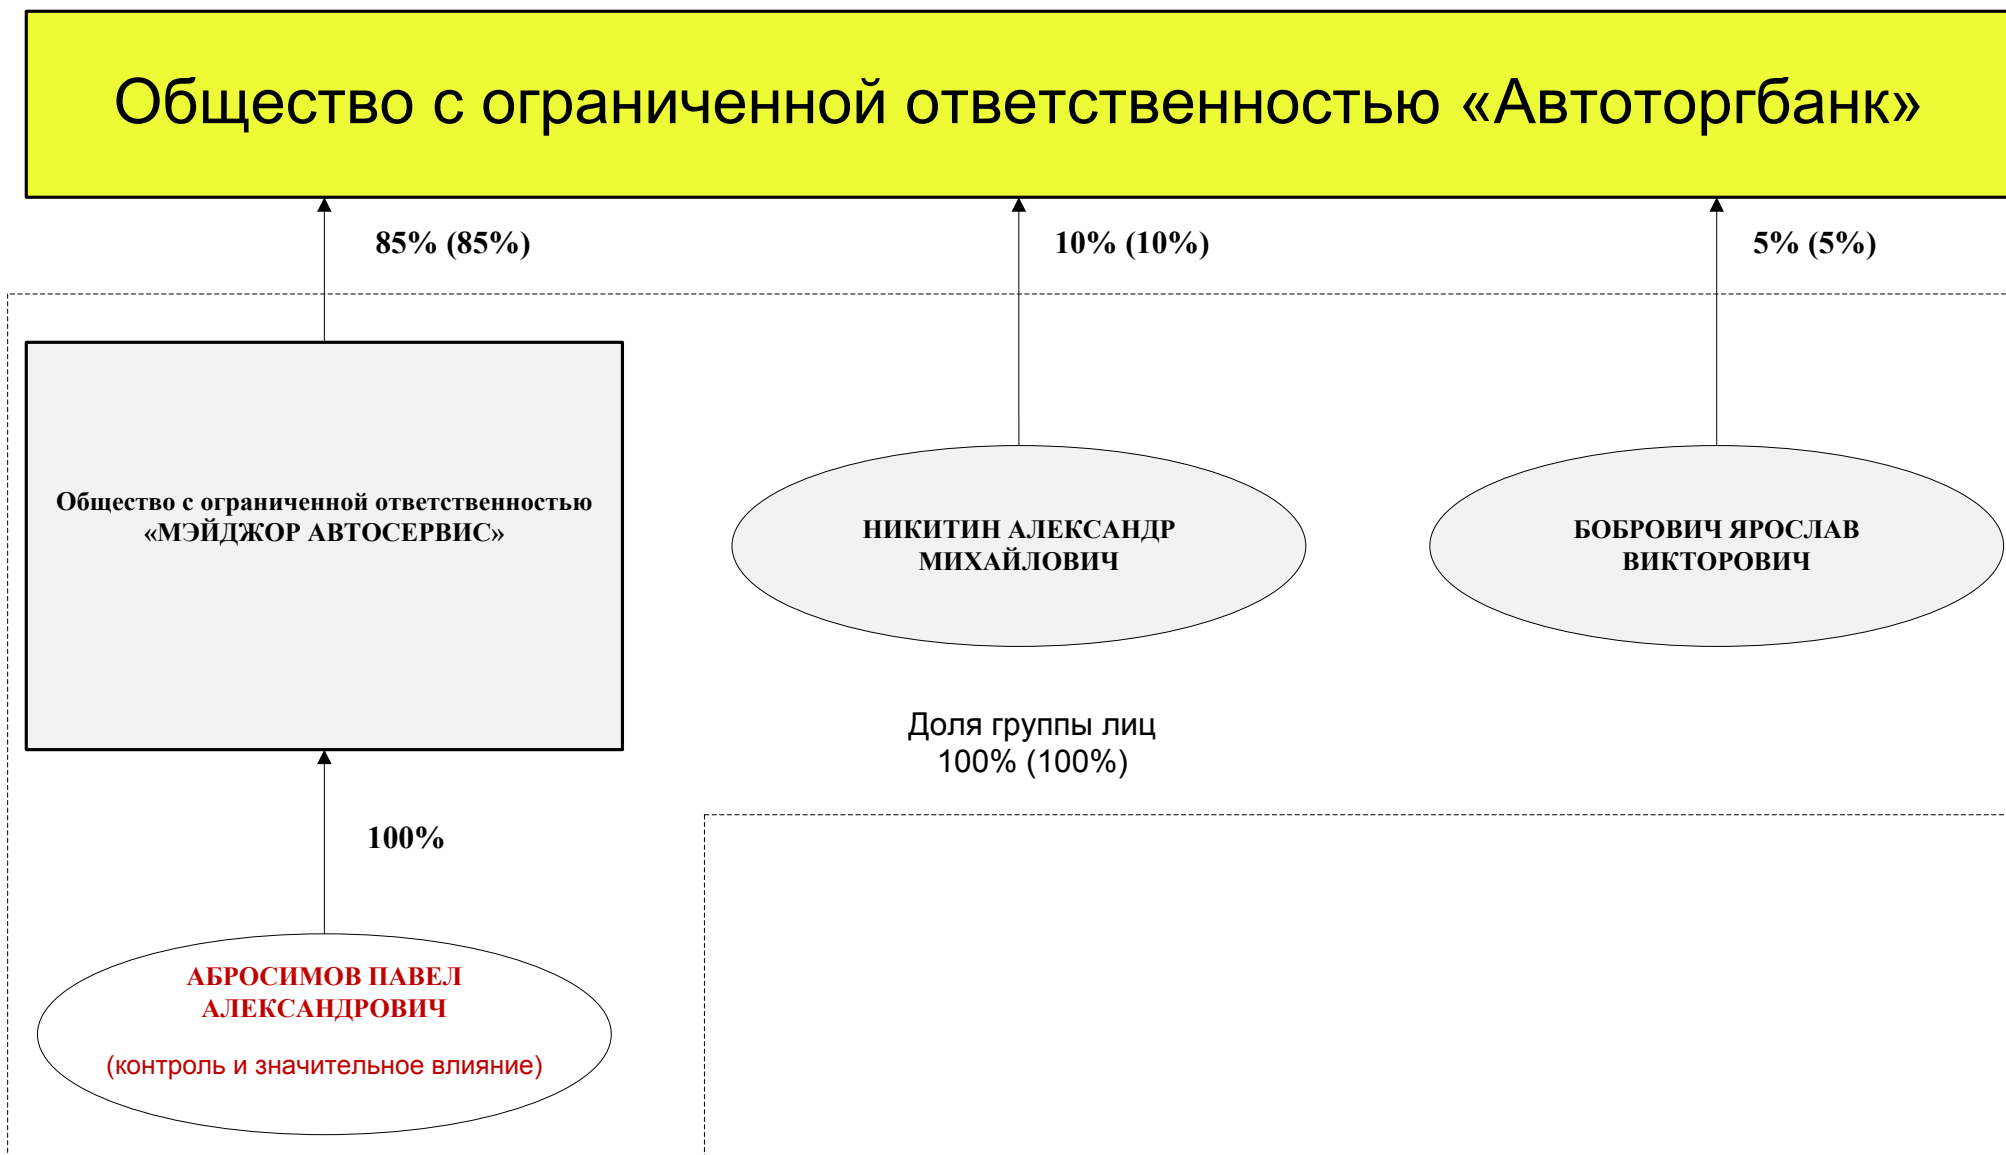 Общество с ограниченной ответственностью «Автоторгбанк»
85% (85%)
10% (10%)
5% (5%)
Общество с ограниченной ответственностью
«МЭЙДЖОР АВТОСЕРВИС»
НИКИТИН АЛЕКСАНДР
МИХАЙЛОВИЧ
БОБРОВИЧ ЯРОСЛАВ
ВИКТОРОВИЧ
Доля группы лиц
100% (100%)
100%
АБРОСИМОВ ПАВЕЛ
АЛЕКСАНДРОВИЧ
(контроль и значительное влияние)